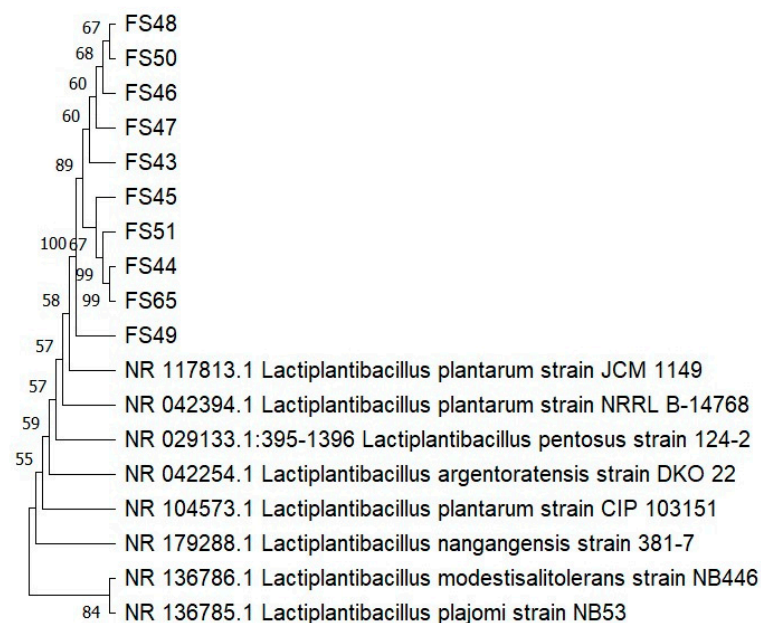 67 FS48
68 FS50
60 FS46
60 FS47
89 FS43
FS45
FS51
100 67
99 FS44
99 FS65
58
FS49
57 NR 117813.1 Lactiplantibacillus plantarum strain JCM 1149
57 NR 042394.1 Lactiplantibacillus plantarum strain NRRL B-14768
59 NR 029133.1:395-1396 Lactiplantibacillus pentosus strain 124-2
55 NR 042254.1 Lactiplantibacillus argentoratensis strain DKO 22
NR 104573.1 Lactiplantibacillus plantarum strain CIP 103151
NR 179288.1 Lactiplantibacillus nangangensis strain 381-7
NR 136786.1 Lactiplantibacillus modestisalitolerans strain NB446
84 NR 136785.1 Lactiplantibacillus plajomi strain NB53